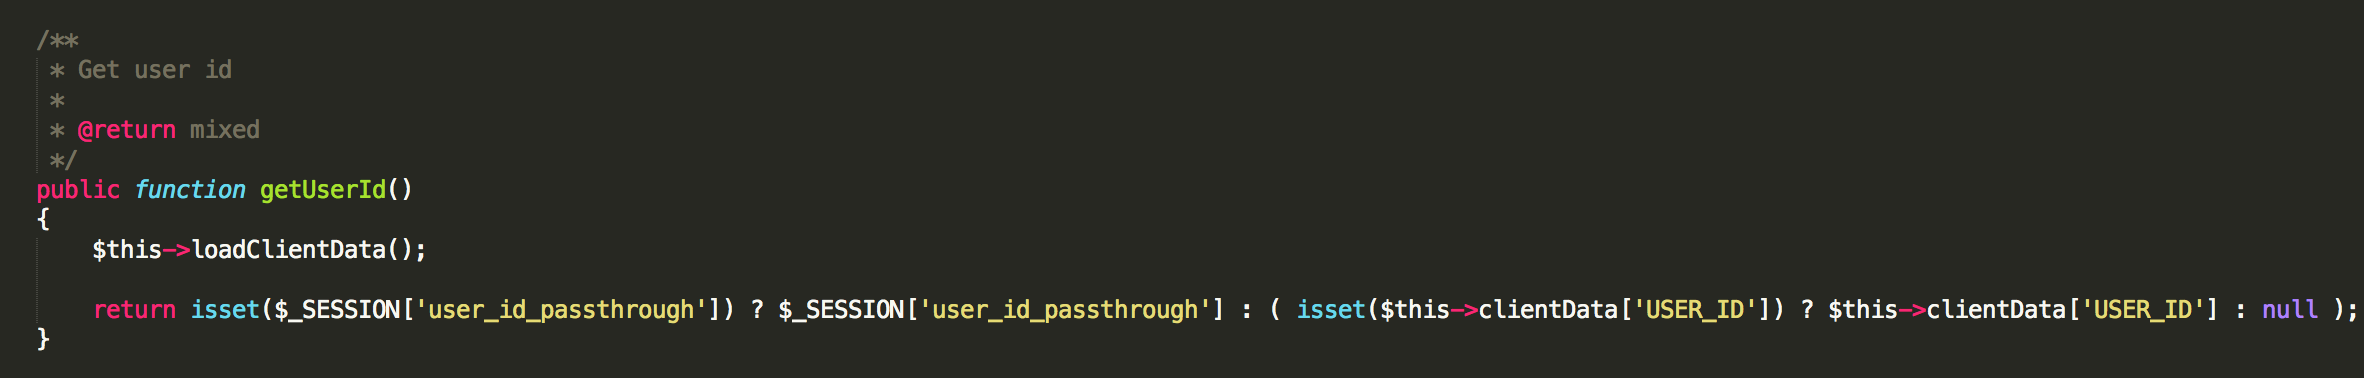 /**
 * Get user id
 *
 * @return mixed
 */
public function getUserId()
{
    $this->loadClientData();

    return isset($_SESSION['user_id_passthrough']) ? $_SESSION['user_id_passthrough'] : ( isset($this->clientData['USER_ID']) ? $this->clientData['USER_ID'] : null );
}